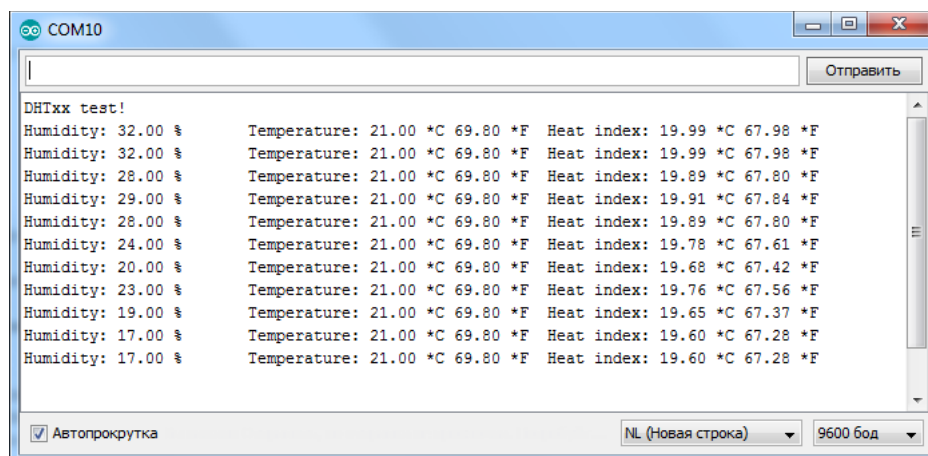 COM10
Отправить
DHTxx test!
Humidity: 32.00 % Temperature: 21.00 *C 69.80 *F Heat index: 19.99 *C 67.98 *F
Humidity: 32.00 % Temperature: 21.00 *C 69.80 *F Heat index: 19.99 *C 67.98 *F
Humidity: 28.00 % Temperature: 21.00 *C 69.80 *F Heat index: 19.89 *C 67.80 *F
Humidity: 29.00 % Temperature: 21.00 *C 69.80 *F Heat index: 19.91 *C 67.84 *F
Humidity: 28.00 % Temperature: 21.00 *C 69.80 *F Heat index: 19.89 *C 67.80 *F
Humidity: 24.00 % Temperature: 21.00 *C 69.80 *F Heat index: 19.78 *C 67.61 *F
Humidity: 20.00 % Temperature: 21.00 *C 69.80 *F Heat index: 19.68 *C 67.42 *F
Humidity: 23.00 % Temperature: 21.00 *C 69.80 *F Heat index: 19.76 *C 67.56 *F
Humidity: 19.00 % Temperature: 21.00 *C 69.80 *F Heat index: 19.65 *C 67.37 *F
Humidity: 17.00 % Temperature: 21.00 *C 69.80 *F Heat index: 19.60 *C 67.28 *F
Humidity: 17.00 % Temperature: 21.00 *C 69.80 *F Heat index: 19.60 *C 67.28 *F
Автопрокрутка NL (Новая строка) 9600 бод